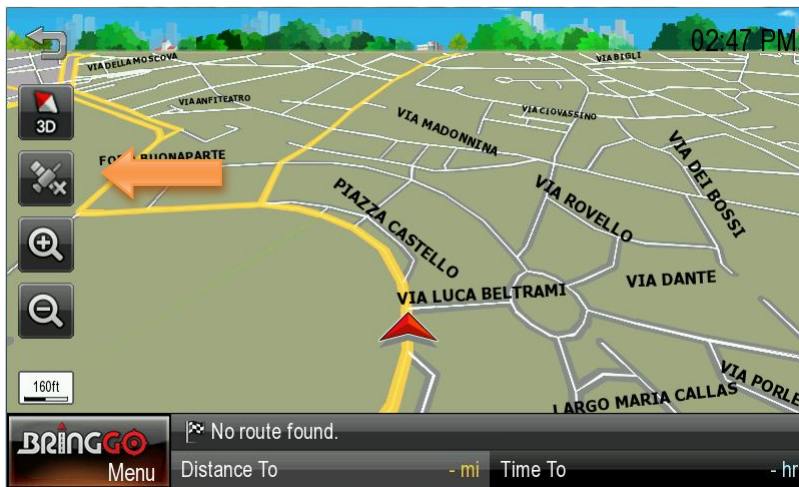 02:47 PM
VIA DELLA MOSCOVA
VIA BIGLI
VIA ANFITEATRO
VIA CIOVASSINO
3D
VIA MADONNINA
BUONAPARTE
VIA DEI BOSSI
PIAZZA CASTELLO
VIA ROVELLO
VIA DANTE
VIA LUCA BELTRAMI
160ft
VIA PORLE
LARGO MARIA CALLAS
BRINGGO
Menu
No route found.
Distance To - mi Time To - hr